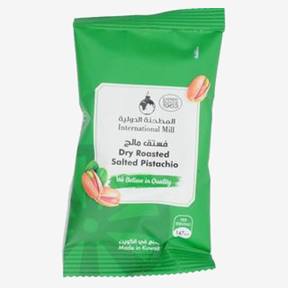 المطحنة الدولية
International Mill
فستق مالح
Dry Roasted
Salted Pistachio
We Believe in Quality
في الكويت
Made in Kuwait